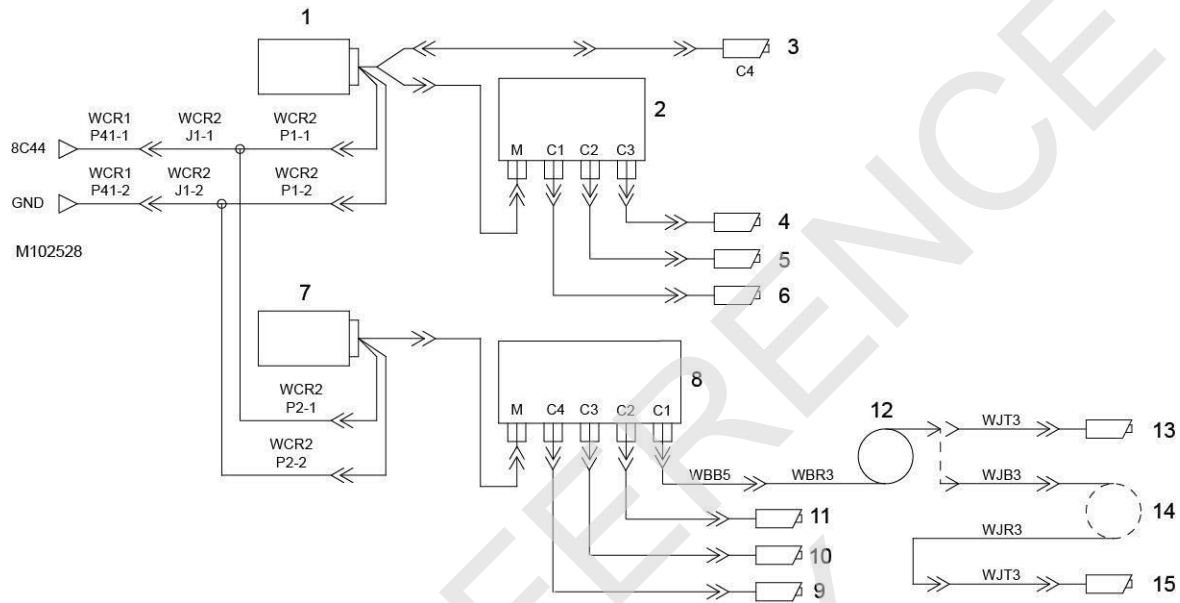 1
3
C4
2
WCR1
P41-1
WCR2
J1-1
WCR2
P1-1
8C44
M C1 C2 C3
WCR1
P41-2
WCR2
J1-2
WCR2
P1-2
GND
4
M102528
5
6
7
8
WCR2
P2-1
M C4 C3 C2 C1
12
WJT3
13
WCR2
P2-2
WBB5
WBR3
WJB3
14
11
WJR3
10
9
WJT3
15